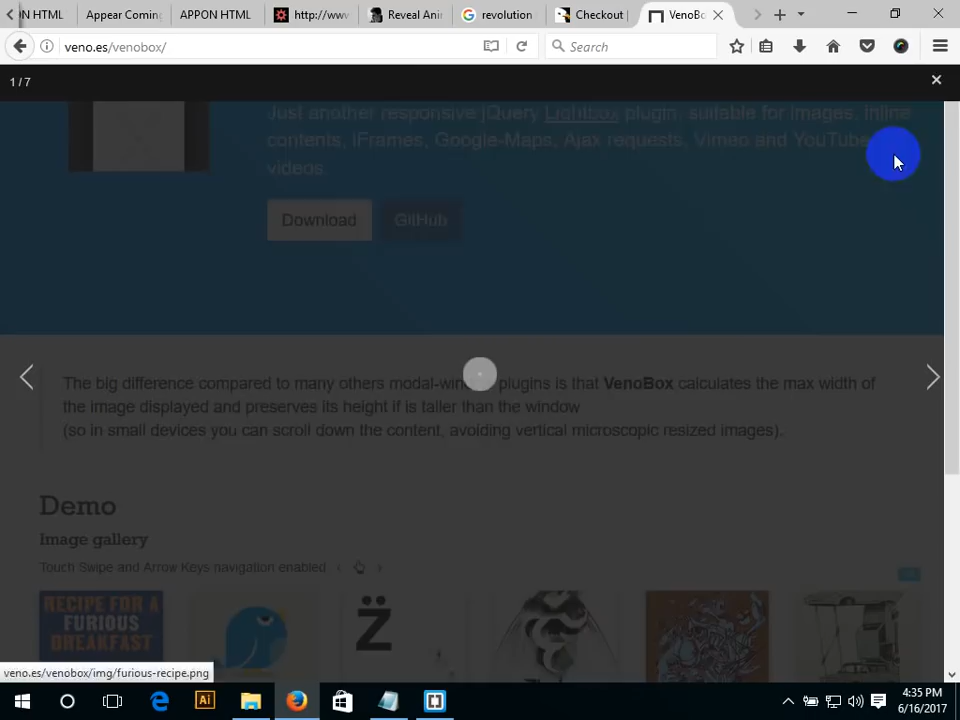 ON HTML
Appear Coming
APPON HTML
http://www
Reveal Ani
revolution
Checkout
VenoBo
veno.es/venobox/
Search
1 / 7
Just another responsive jQuery Lightbox plugin, suitable for images, inline
contents, iFrames, Google-Maps, Ajax requests, Vimeo and YouTube
videos.
Download
GitHub
The big difference compared to many others modal-window plugins is that VenoBox calculates the max width of
the image displayed and preserves its height if is taller than the window
(so in small devices you can scroll down the content, avoiding vertical microscopic resized images).
Demo
Image gallery
Touch Swipe and Arrow Keys navigation enabled
RECIPE FOR A
FURIOUS
BREAKFAST
Ż
veno.es/venobox/img/furious-recipe.png
Ai
4:35 PM
6/16/2017